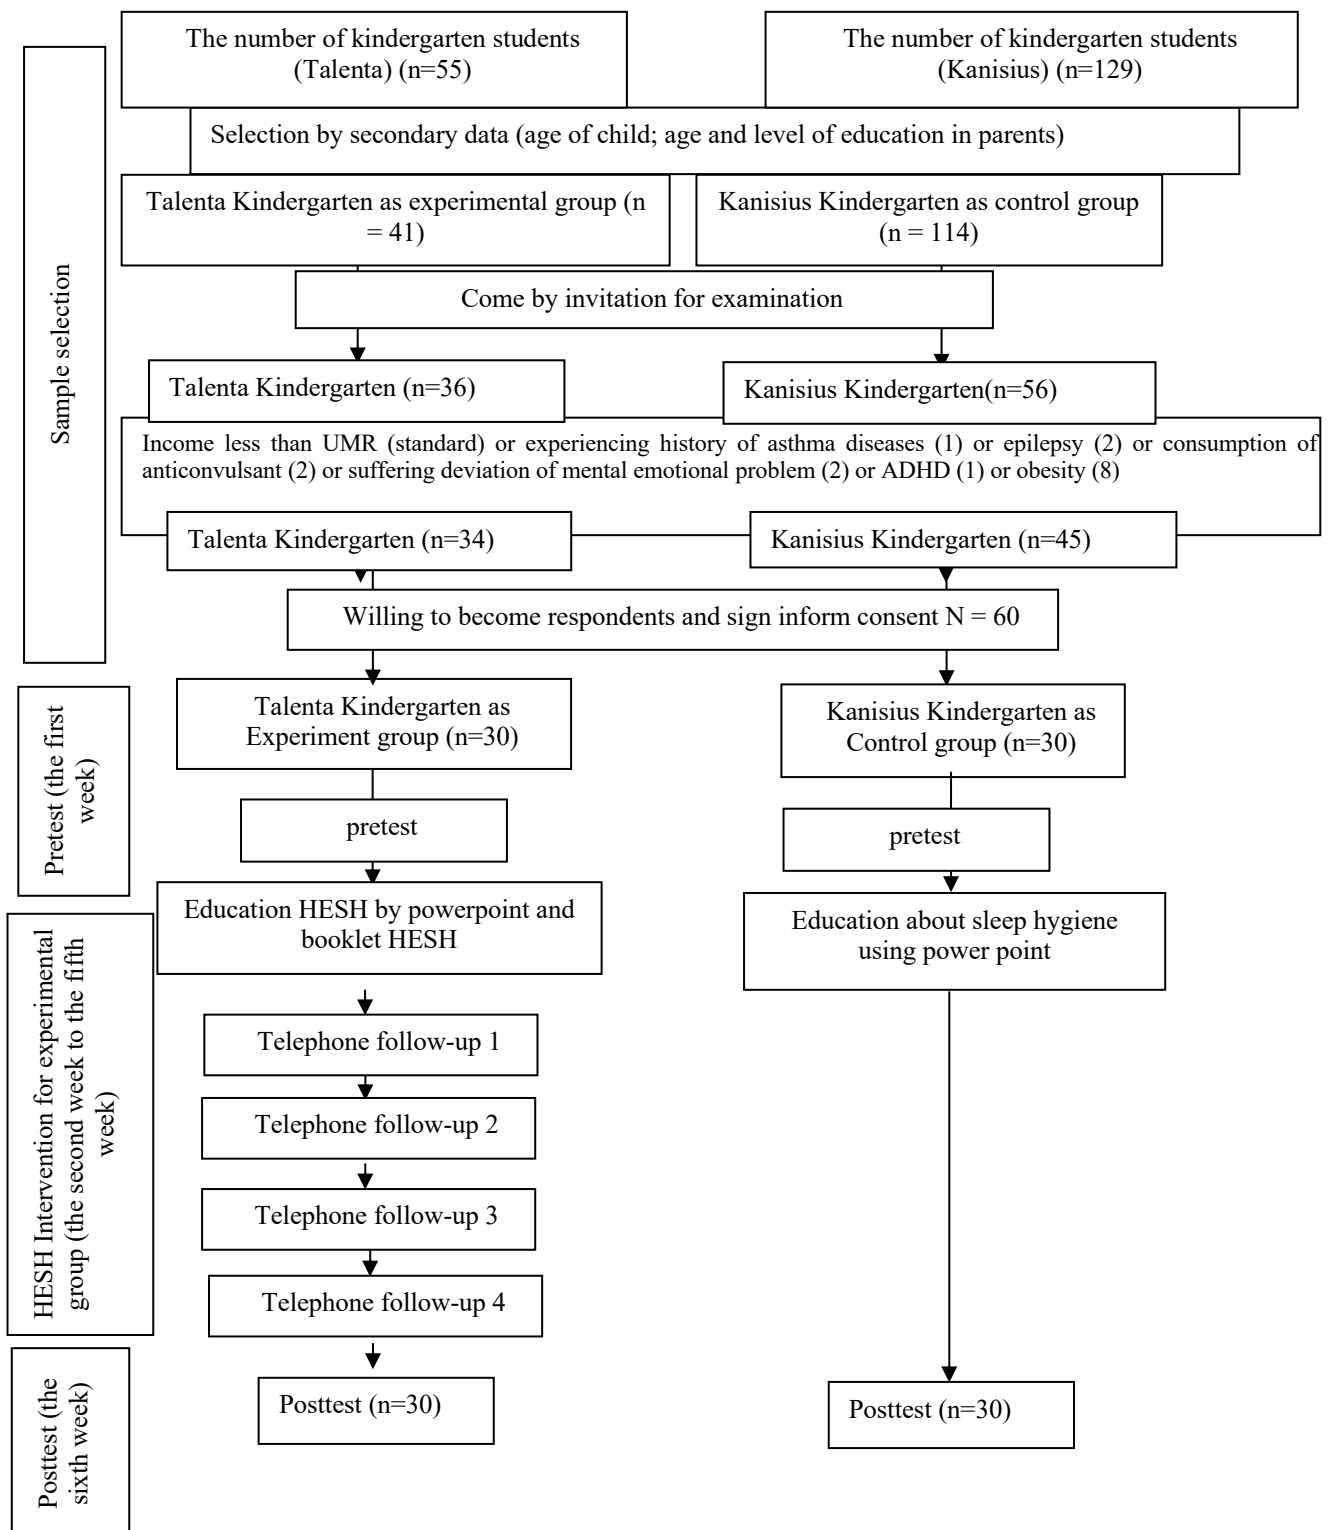 The number of kindergarten students
(Talenta) (n=55)
The number of kindergarten students
(Kanisius) (n=129)
Selection by secondary data (age of child; age and level of education in parents)
Talenta Kindergarten as experimental group (n
= 41)
Kanisius Kindergarten as control group
(n = 114)
Come by invitation for examination
Talenta Kindergarten (n=36)
Kanisius Kindergarten(n=56)
Sample selection
Income less than UMR (standard) or experiencing history of asthma diseases (1) or epilepsy (2) or consumption of
anticonvulsant (2) or suffering deviation of mental emotional problem (2) or ADHD (1) or obesity (8)
Talenta Kindergarten (n=34)
Kanisius Kindergarten (n=45)
Willing to become respondents and sign inform consent N = 60
Pretest (the first
week)
Talenta Kindergarten as
Experiment group (n=30)
Kanisius Kindergarten as
Control group (n=30)
pretest
pretest
HESH Intervention for experimental
group (the second week to the fifth
week)
Education HESH by powerpoint and
booklet HESH
Education about sleep hygiene
using power point
Telephone follow-up 1
Telephone follow-up 2
Telephone follow-up 3
Telephone follow-up 4
Posttest (the
sixth week)
Posttest (n=30)
Posttest (n=30)